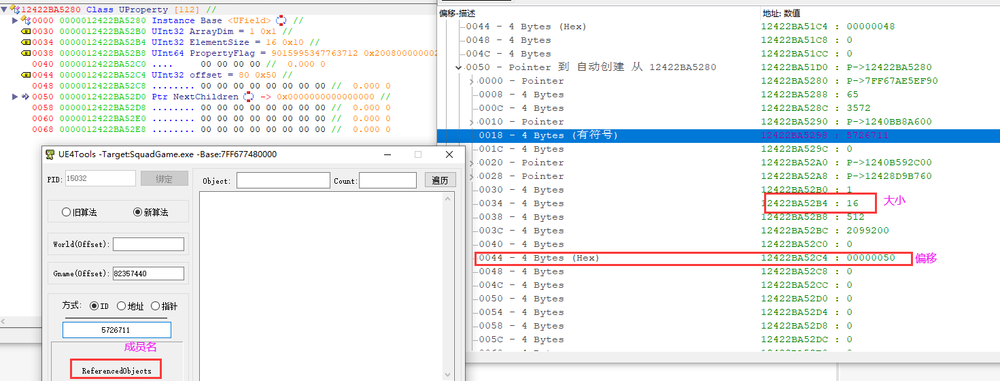 12422BA5280 Class UProperty [112] //
0000 0000012422BA5280 Instance Base <UField> //
0030 0000012422BA52B0 UInt32 ArrayDim = 1 0x1 //
0034 0000012422BA52B4 UInt32 ElementSize = 16 0x10 //
0038 0000012422BA52B8 UInt64 PropertyFlag = 9015995347763712 0x2008000000
0040 0000012422BA52C0 .... 00 00 00 00 // 0.000 0
0044 0000012422BA52C4 UInt32 offset = 80 0x50 //
0048 0000012422BA52C8 ........ 00 00 00 00 00 00 00 00 // 0.000 0
0050 0000012422BA52D0 Ptr NextChildren -> 0x0000000000000000 //
0058 0000012422BA52D8 ........ 00 00 00 00 00 00 00 00 // 0.000 0
0060 0000012422BA52E0 ........ 00 00 00 00 00 00 00 00 // 0.000 0
0068 0000012422BA52E8 ........ 00 00 00 00 00 00 00 00 // 0.000 0
偏移-描述 地址: 数值
0044 - 4 Bytes (Hex) 12422BA51C4 : 00000048
0048 - 4 Bytes 12422BA51C8 : 0
004C - 4 Bytes 12422BA51CC : 0
0050 - Pointer 到 自动创建 从 12422BA5280 12422BA51D0 : P->12422BA5280
0000 - Pointer 12422BA5280 : P->7FF67AE5EF90
0008 - 4 Bytes 12422BA5288 : 65
000C - 4 Bytes 12422BA528C : 3572
0010 - Pointer 12422BA5290 : P->1240BB8A600
0018 - 4 Bytes (有符号) 12422BA5298 : 5726711
001C - 4 Bytes 12422BA529C : 0
0020 - Pointer 12422BA52A0 : P->1240B592C00
0028 - Pointer 12422BA52A8 : P->12428D9B760
0030 - 4 Bytes 12422BA52B0 : 1
0034 - 4 Bytes 12422BA52B4 : 16 大小
0038 - 4 Bytes 12422BA52B8 : 512
003C - 4 Bytes 12422BA52BC : 2099200
0040 - 4 Bytes 12422BA52C0 : 0
0044 - 4 Bytes (Hex) 12422BA52C4 : 00000050 偏移
0048 - 4 Bytes 12422BA52C8 : 0
004C - 4 Bytes 12422BA52CC : 0
0050 - 4 Bytes 12422BA52D0 : 0
0054 - 4 Bytes 12422BA52D4 : 0
0058 - 4 Bytes 12422BA52D8 : 0
005C - 4 Bytes 12422BA52DC : 0
UE4Tools -Target:SquadGame.exe -Base:7FF677480000
PID: 15032 绑定
Object: Count: 遍历
旧算法 新算法
World(Offset):
Gname(Offset): 82357440
方式: ID 地址 指针
5726711
成员名
ReferencedObjects